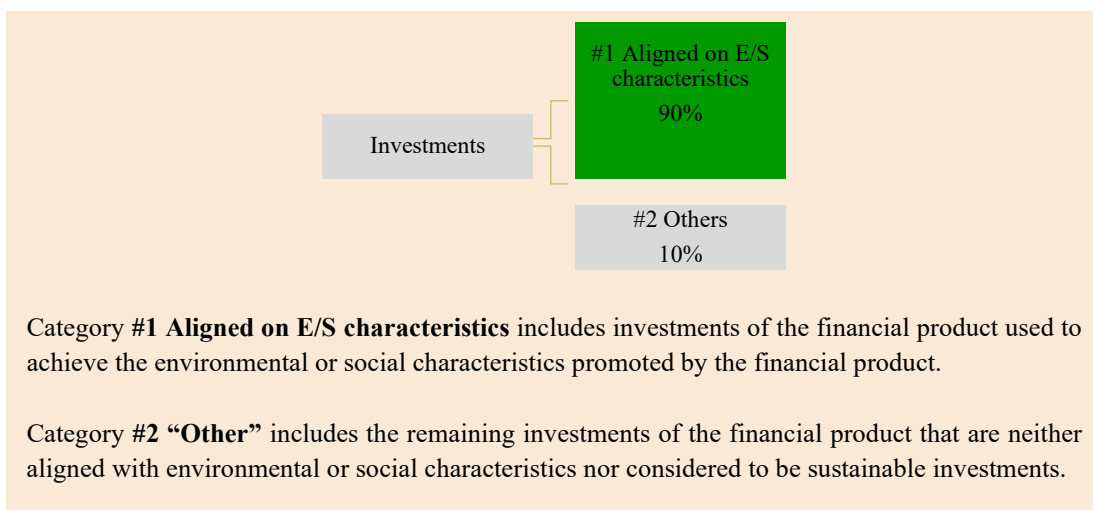 #1 Aligned on E/S
characteristics
90%
Investments
#2 Others
10%
Category #1 Aligned on E/S characteristics includes investments of the financial product used to
achieve the environmental or social characteristics promoted by the financial product.
Category #2 “Other” includes the remaining investments of the financial product that are neither
aligned with environmental or social characteristics nor considered to be sustainable investments.